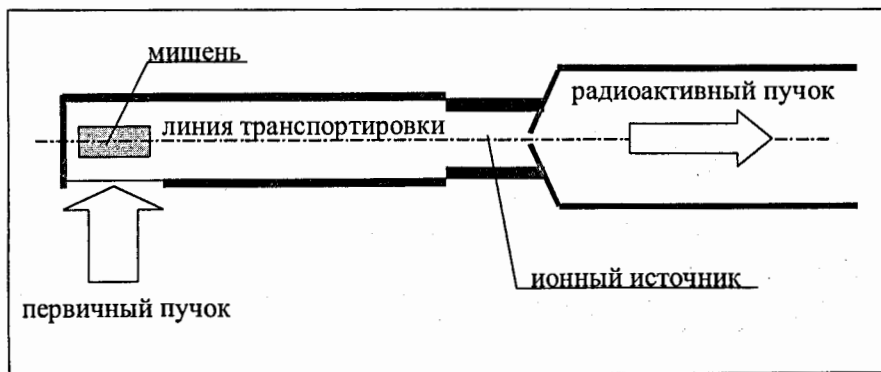 мишень
радиоактивный пучок
линия транспортировки
ионный источник
первичный пучок